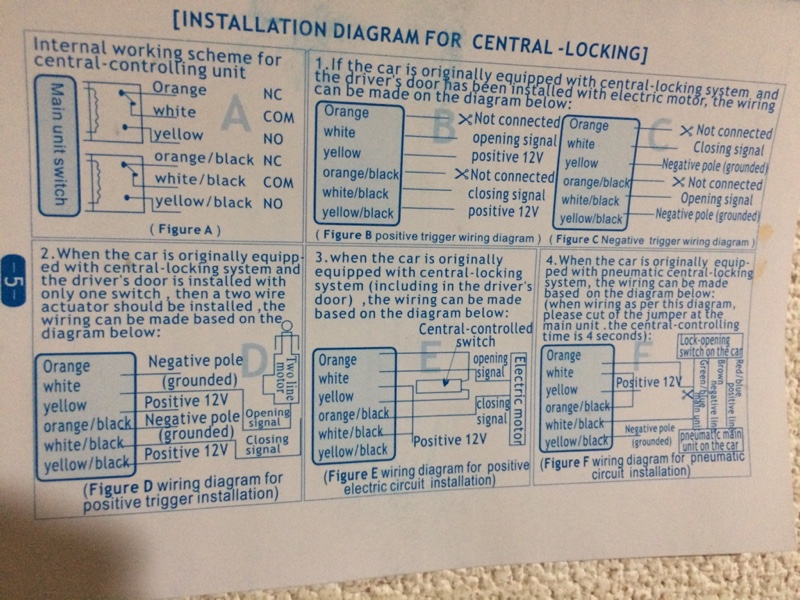 [INSTALLATION DIAGRAM FOR CENTRAL -LOCKING]
Internal working scheme for
central-controlling unit
Main unit switch
Orange NC
white COM
yellow NO
orange/black NC
white/black COM
yellow/black NO
A
( Figure A )
1.If the car is originally equipped with central-locking system and
the driver's door has been installed with electric motor, the wiring
can be made on the diagram below:
B
Orange Not connected
white opening signal
yellow positive 12V
orange/black Not connected
white/black closing signal
yellow/black positive 12V
( Figure B positive trigger wiring diagram )
C
Orange Not connected
white Closing signal
yellow Negative pole (grounded)
orange/black Not connected
white/black Opening signal
yellow/black Negative pole (grounded)
( Figure C Negative trigger wiring diagram )
-5-
2.When the car is originally equipp-
ed with central-locking system and
the driver's door is installed with
only one switch , then a two wire
actuator should be installed ,the
wiring can be made based on the
diagram below:
D
Orange
white
yellow
orange/black
white/black
yellow/black
Negative pole
(grounded)
Positive 12V
Negative pole
(grounded)
Positive 12V
Two line
motor
Opening
signal
Closing
signal
(Figure D wiring diagram for
positive trigger installation)
3.when the car is originally
equipped with central-locking
system (including in the driver's
door) ,the wiring can be made
based on the diagram below:
Central-controlled
switch
E
Orange
white
yellow
orange/black
white/black
yellow/black
opening
signal
closing
signal
Positive 12V
Electric motor
(Figure E wiring diagram for positive
electric circuit installation)
4.When the car is originally equip-
ped with pneumatic central-locking
system, the wiring can be made
based on the diagram below:
(when wiring as per this diagram,
please cut of the jumper at the
main unit .the central-controlling
time is 4 seconds):
F
Lock-opening
switch on the car
Orange
white
yellow
orange/black
white/black
yellow/black
Positive 12V
Negative pole
(grounded)
Red/blue positive line
Brown negative line
Green/blue main unit
pneumatic main
unit on the car
(Figure F wiring diagram for pneumatic
circuit installation)